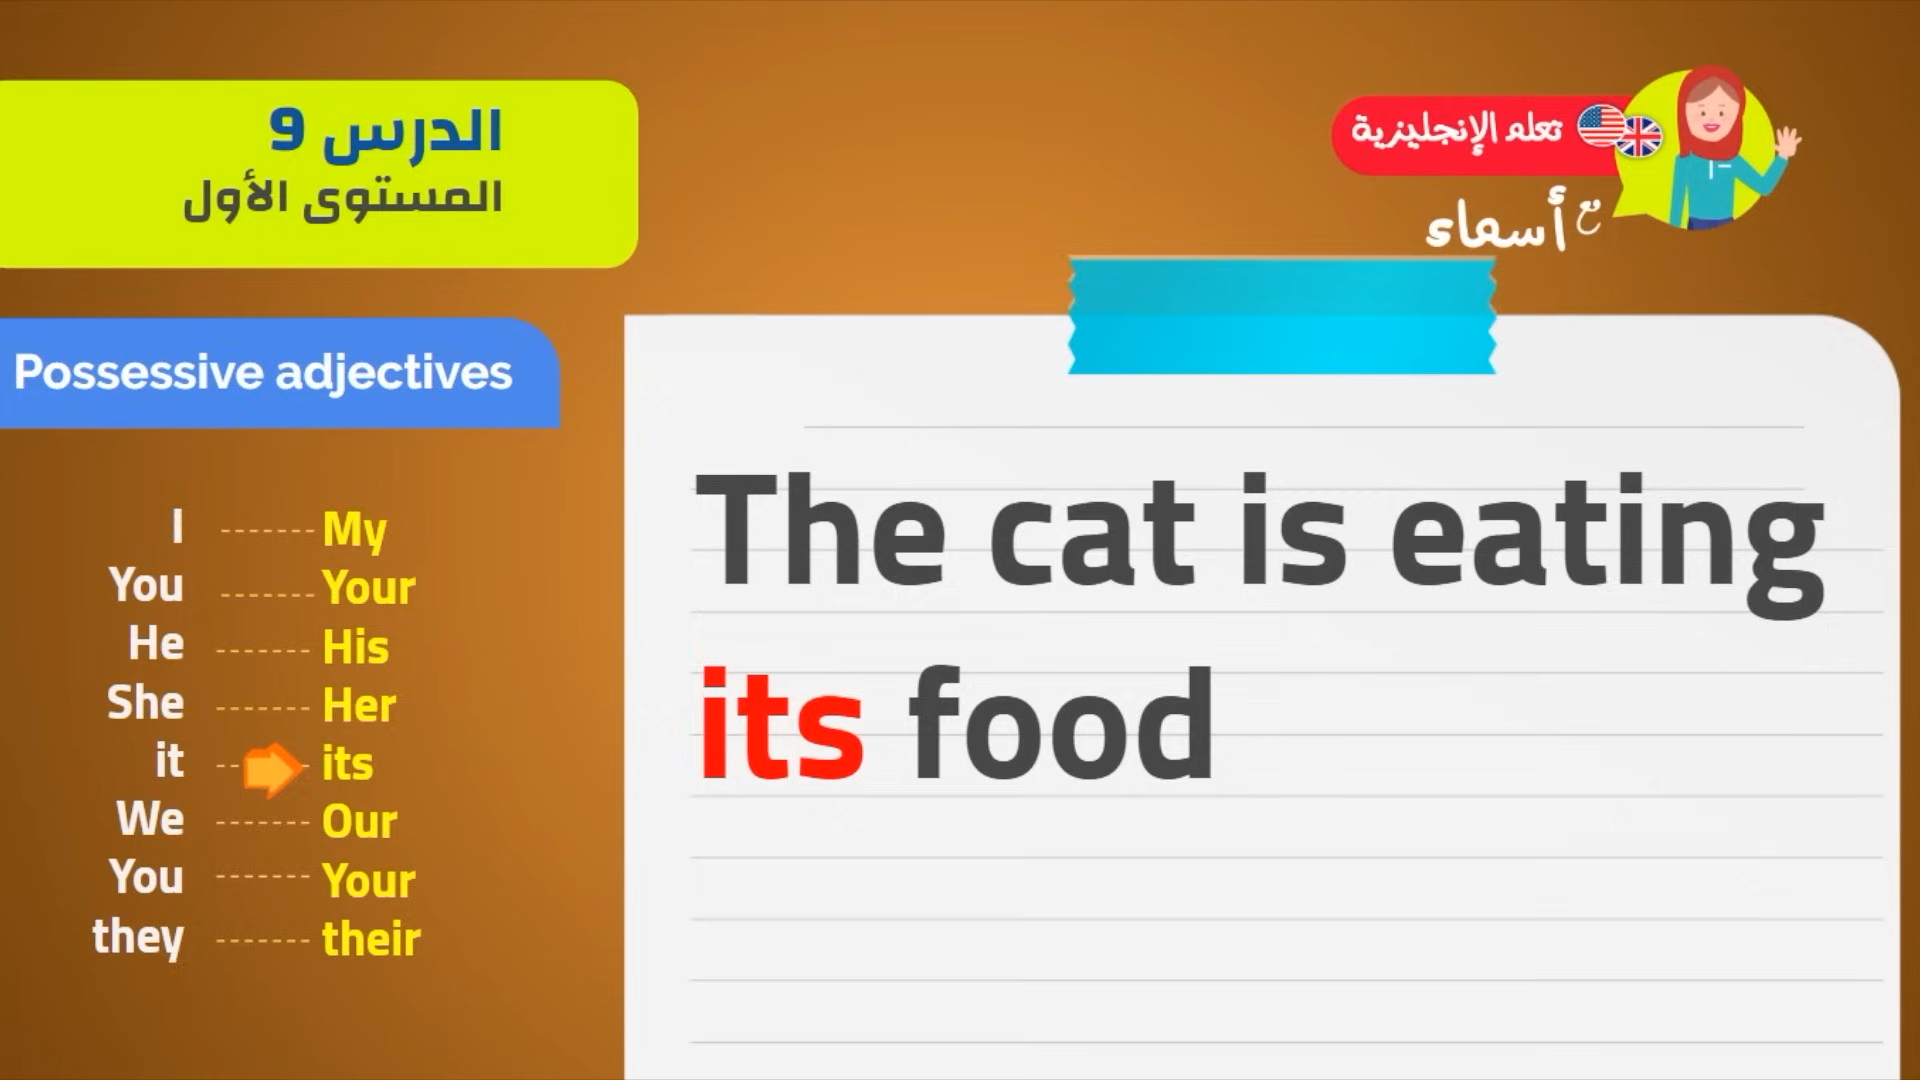 الدرس 9
المستوى الأول
تعلم الإنجليزية
مع أسماء
Possessive adjectives
I ------- My
You ------- Your
He ------- His
She ------- Her
it ------- its
We ------- Our
You ------- Your
they ------- their
The cat is eating
its food